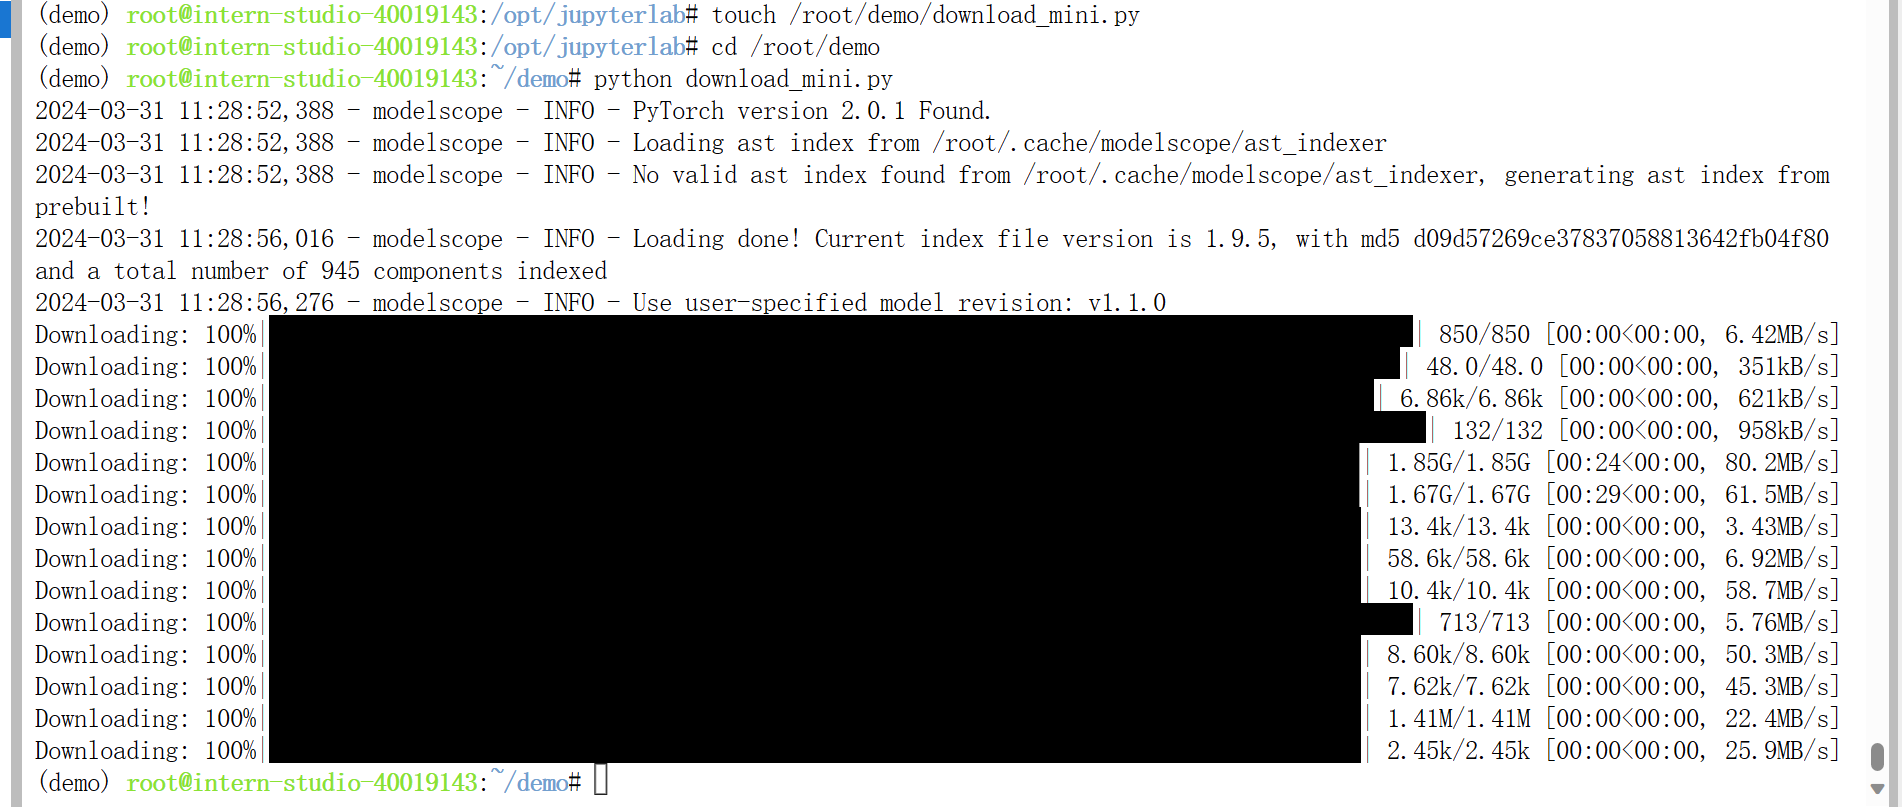 (demo) root@intern-studio-40019143:/opt/jupyterlab# touch /root/demo/download_mini.py
(demo) root@intern-studio-40019143:/opt/jupyterlab# cd /root/demo
(demo) root@intern-studio-40019143:~/demo# python download_mini.py
2024-03-31 11:28:52,388 - modelscope - INFO - PyTorch version 2.0.1 Found.
2024-03-31 11:28:52,388 - modelscope - INFO - Loading ast index from /root/.cache/modelscope/ast_indexer
2024-03-31 11:28:52,388 - modelscope - INFO - No valid ast index found from /root/.cache/modelscope/ast_indexer, generating ast index from
prebuilt!
2024-03-31 11:28:56,016 - modelscope - INFO - Loading done! Current index file version is 1.9.5, with md5 d09d57269ce37837058813642fb04f80
and a total number of 945 components indexed
2024-03-31 11:28:56,276 - modelscope - INFO - Use user-specified model revision: v1.1.0
Downloading: 100%| | 850/850 [00:00<00:00, 6.42MB/s]
Downloading: 100%| | 48.0/48.0 [00:00<00:00, 351kB/s]
Downloading: 100%| | 6.86k/6.86k [00:00<00:00, 621kB/s]
Downloading: 100%| | 132/132 [00:00<00:00, 958kB/s]
Downloading: 100%| | 1.85G/1.85G [00:24<00:00, 80.2MB/s]
Downloading: 100%| | 1.67G/1.67G [00:29<00:00, 61.5MB/s]
Downloading: 100%| | 13.4k/13.4k [00:00<00:00, 3.43MB/s]
Downloading: 100%| | 58.6k/58.6k [00:00<00:00, 6.92MB/s]
Downloading: 100%| | 10.4k/10.4k [00:00<00:00, 58.7MB/s]
Downloading: 100%| | 713/713 [00:00<00:00, 5.76MB/s]
Downloading: 100%| | 8.60k/8.60k [00:00<00:00, 50.3MB/s]
Downloading: 100%| | 7.62k/7.62k [00:00<00:00, 45.3MB/s]
Downloading: 100%| | 1.41M/1.41M [00:00<00:00, 22.4MB/s]
Downloading: 100%| | 2.45k/2.45k [00:00<00:00, 25.9MB/s]
(demo) root@intern-studio-40019143:~/demo#